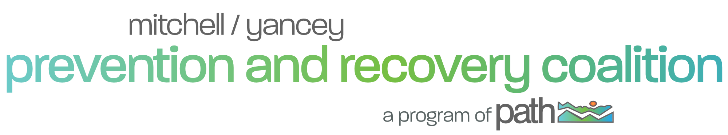 mitchell / yancey
prevention and recovery coalition
a program of path